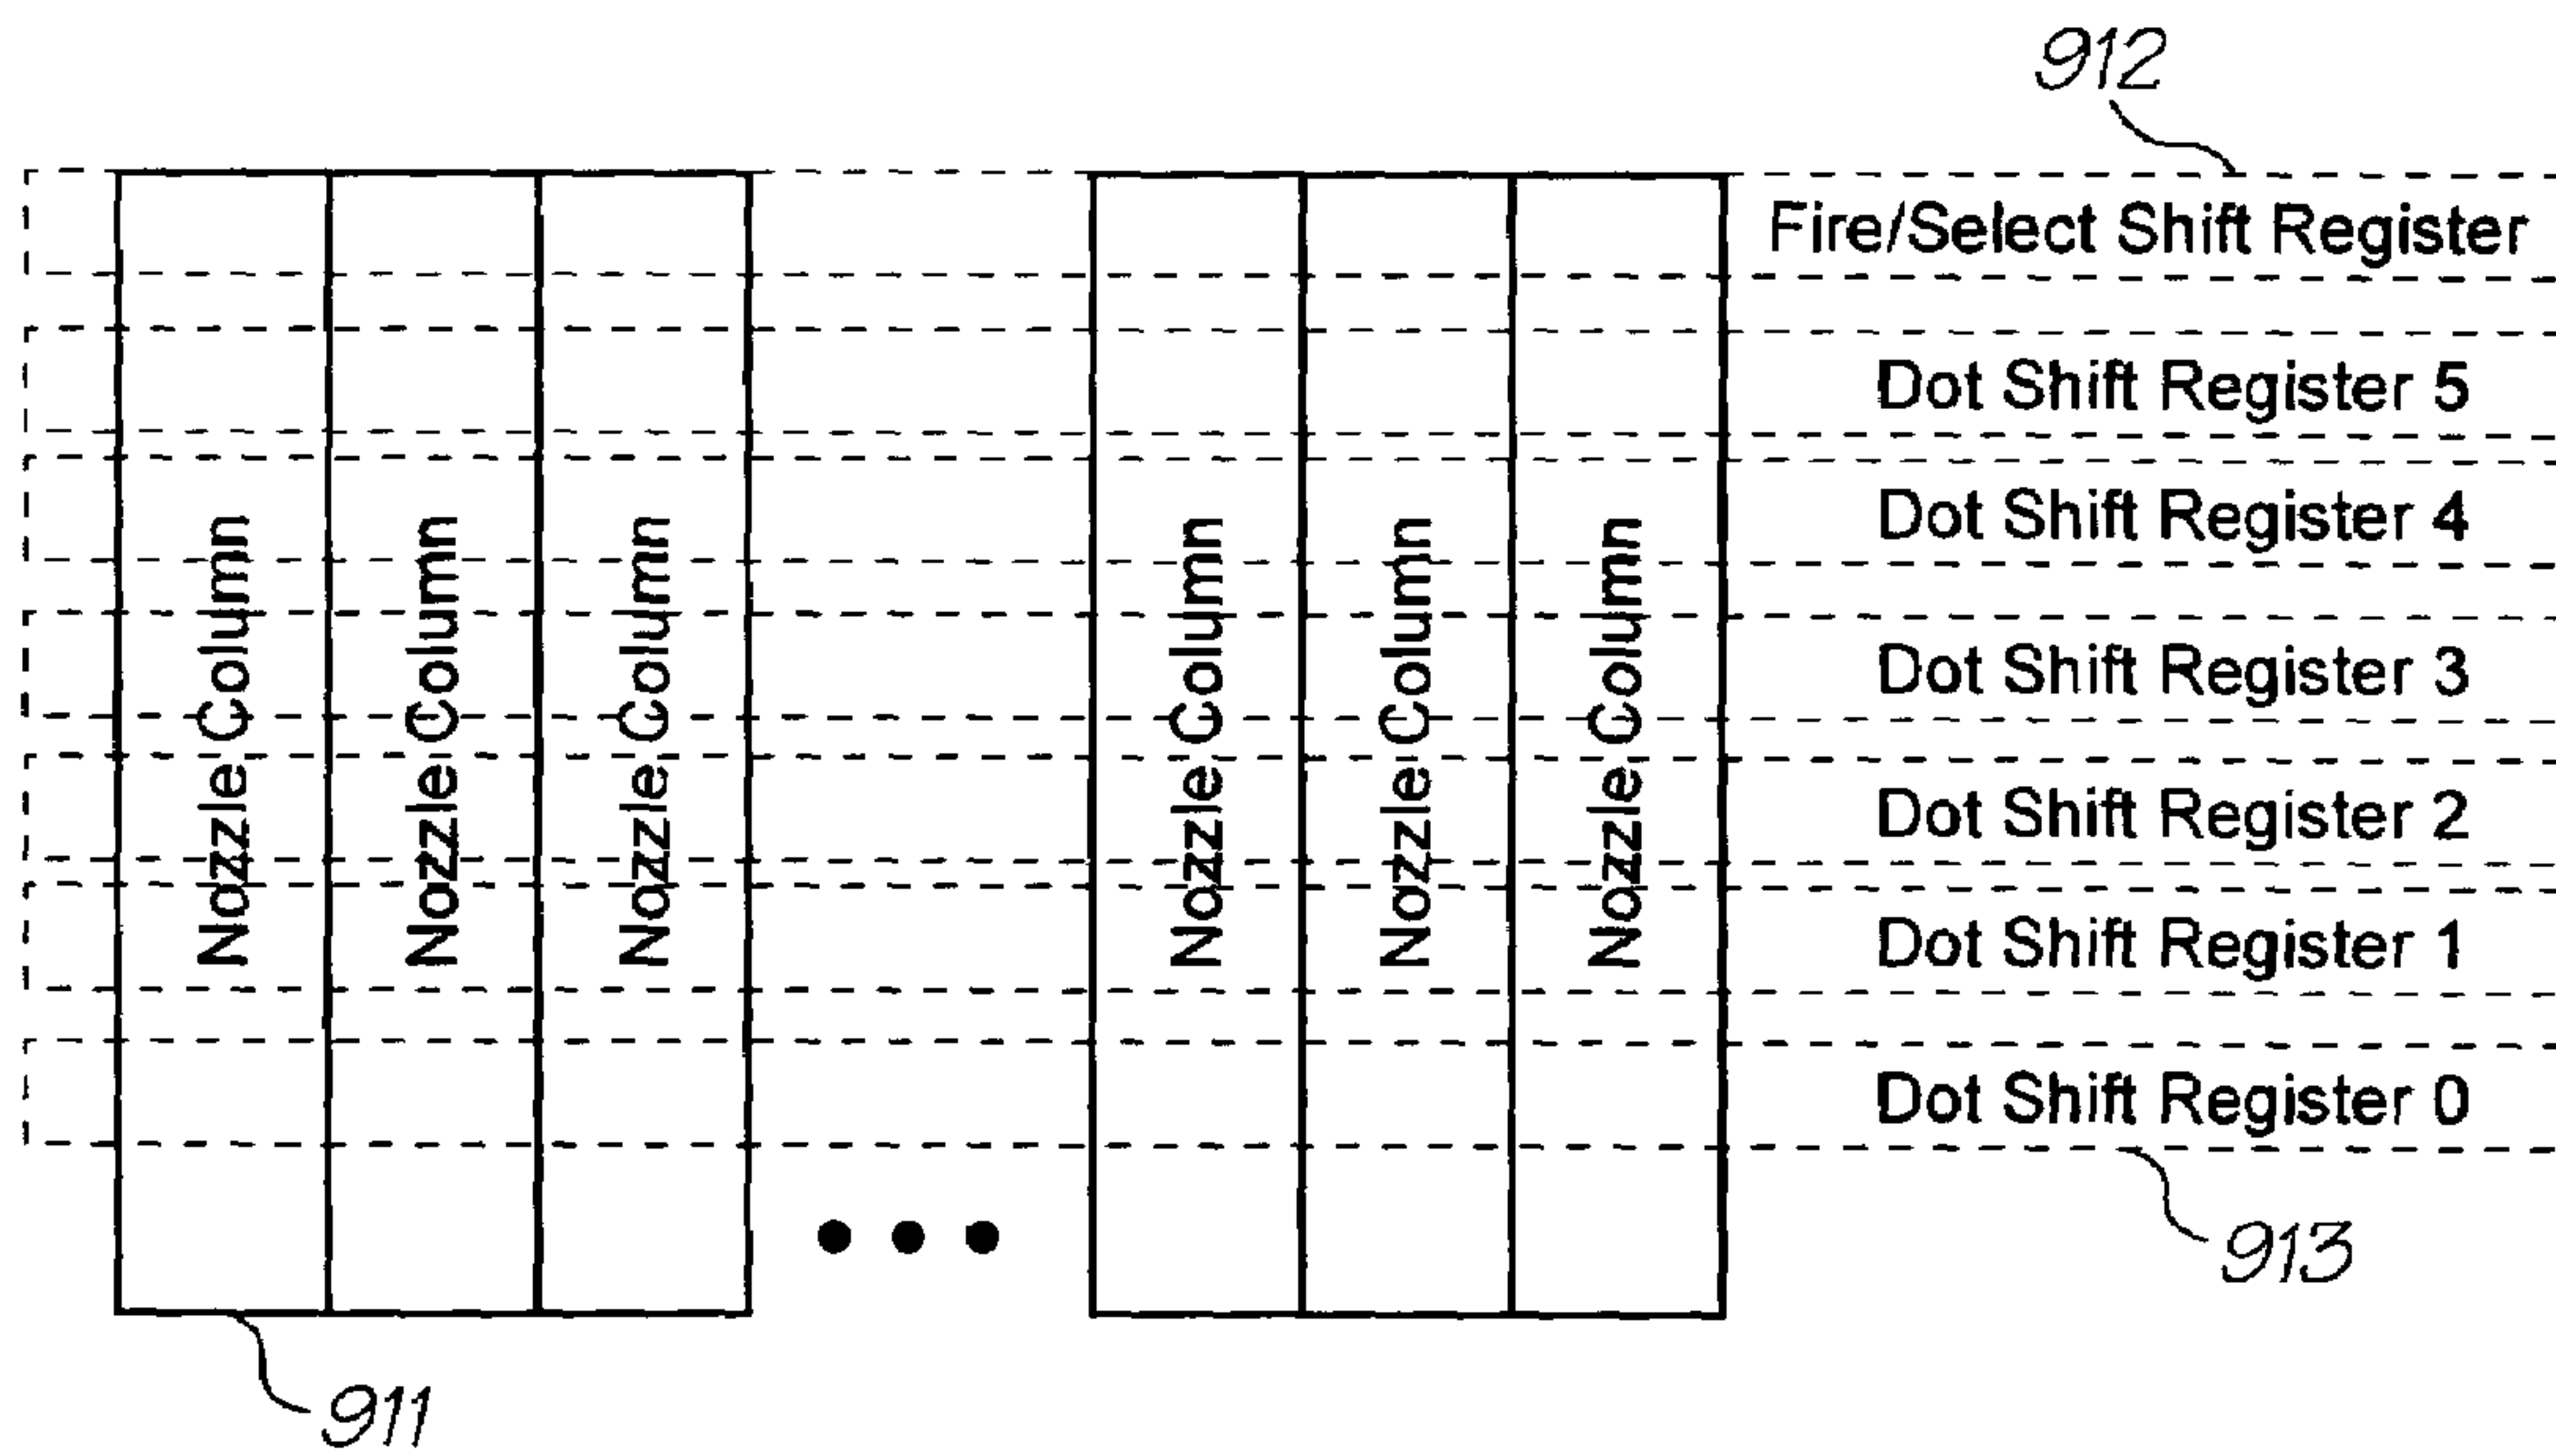 912
Fire/Select Shift Register
Dot Shift Register 5
Dot Shift Register 4
Dot Shift Register 3
Dot Shift Register 2
Dot Shift Register 1
Dot Shift Register 0
Nozzle Column
Nozzle Column
Nozzle Column
Nozzle Column
Nozzle Column
Nozzle Column
913
911